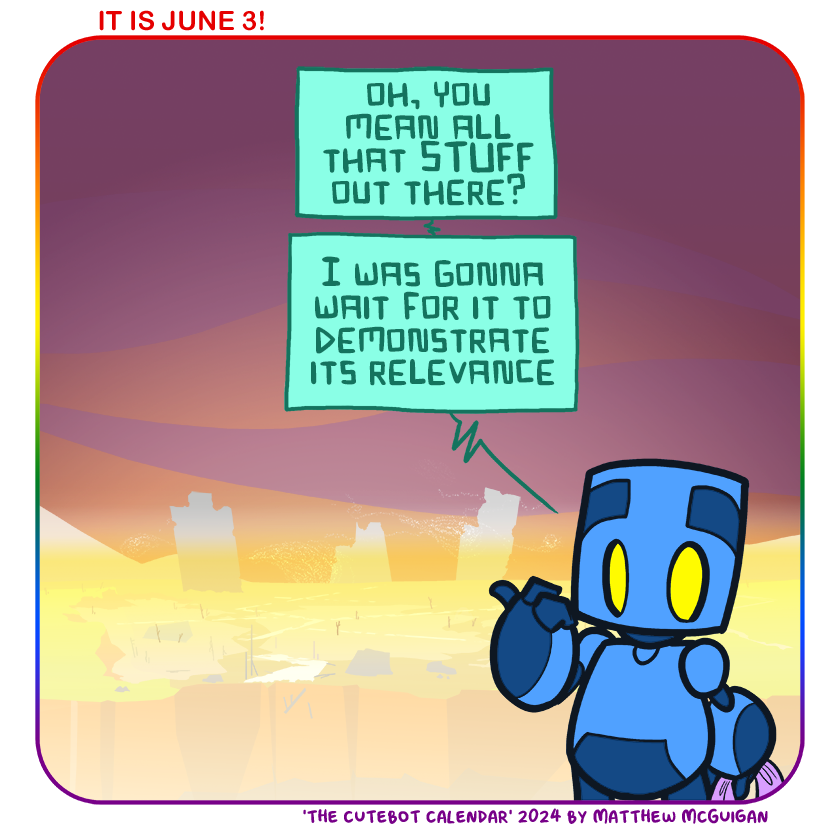 IT IS JUNE 3!
OH, YOU
MEAN ALL
THAT STUFF
OUT THERE?
I WAS GONNA
WAIT FOR IT TO
DEMONSTRATE
ITS RELEVANCE
'THE CUTEBOT CALENDAR' 2024 BY MATTHEW MCGUIGAN